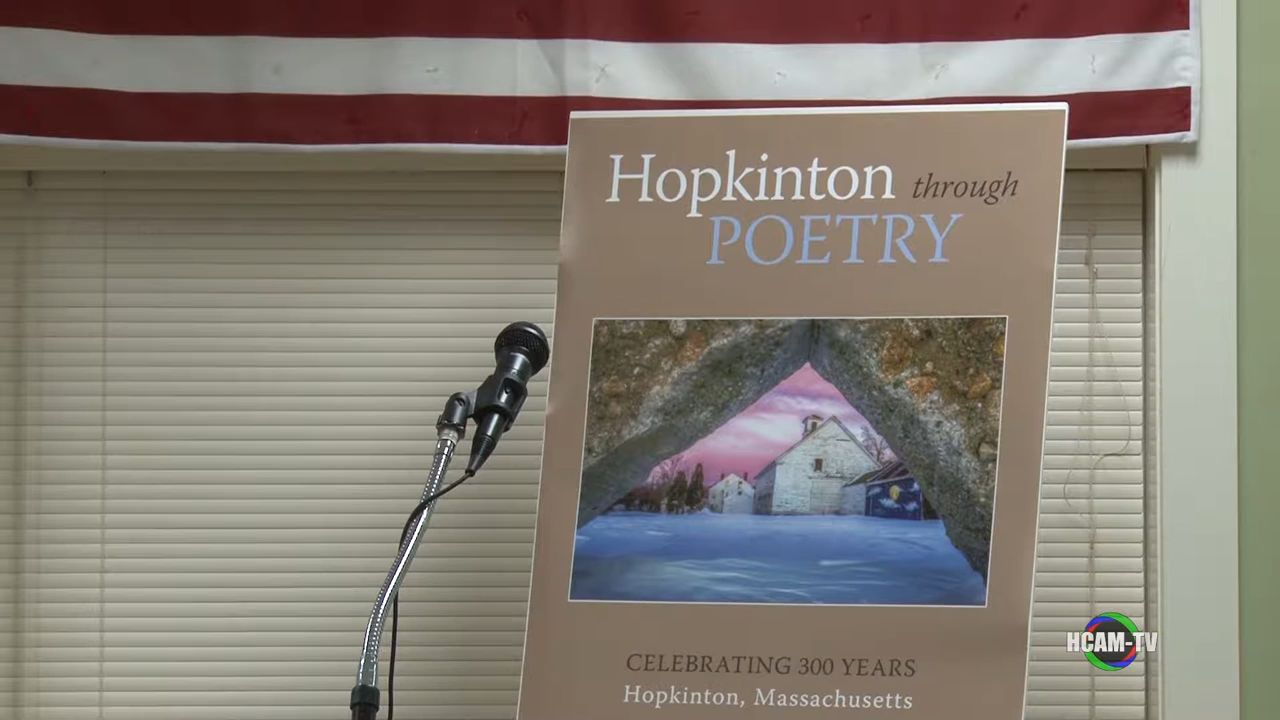 Hopkinton through
POETRY
CELEBRATING 300 YEARS
Hopkinton, Massachusetts
HCAM-TV